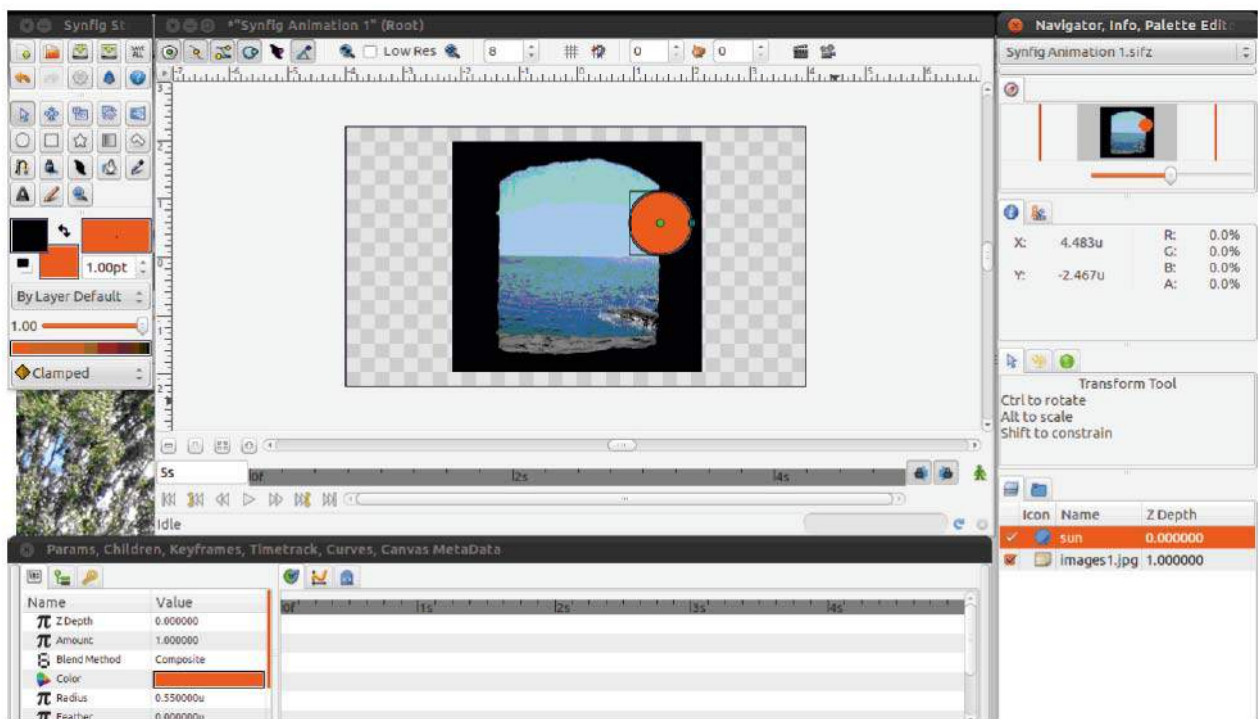 Synfig St
*"Synfig Animation 1" (Root)
Navigator, Info, Palette Edit
SAVE ALL
Low Res
8
0
0
Synfig Animation 1.sifz
1.00pt
By Layer Default
1.00
Clamped
X: 4.483u
Y: -2.467u
R: 0.0%
G: 0.0%
B: 0.0%
A: 0.0%
Transform Tool
Ctrl to rotate
Alt to scale
Shift to constrain
5s
0f 2s 4s
Idle
Icon Name Z Depth
sun 0.000000
images1.jpg 1.000000
Params, Children, Keyframes, Timetrack, Curves, Canvas MetaData
Name Value
0f 1s 2s 3s 4s
Z Depth 0.000000
Amount 1.000000
Blend Method Composite
Color
Radius 0.550000u
Feather 0.000000u